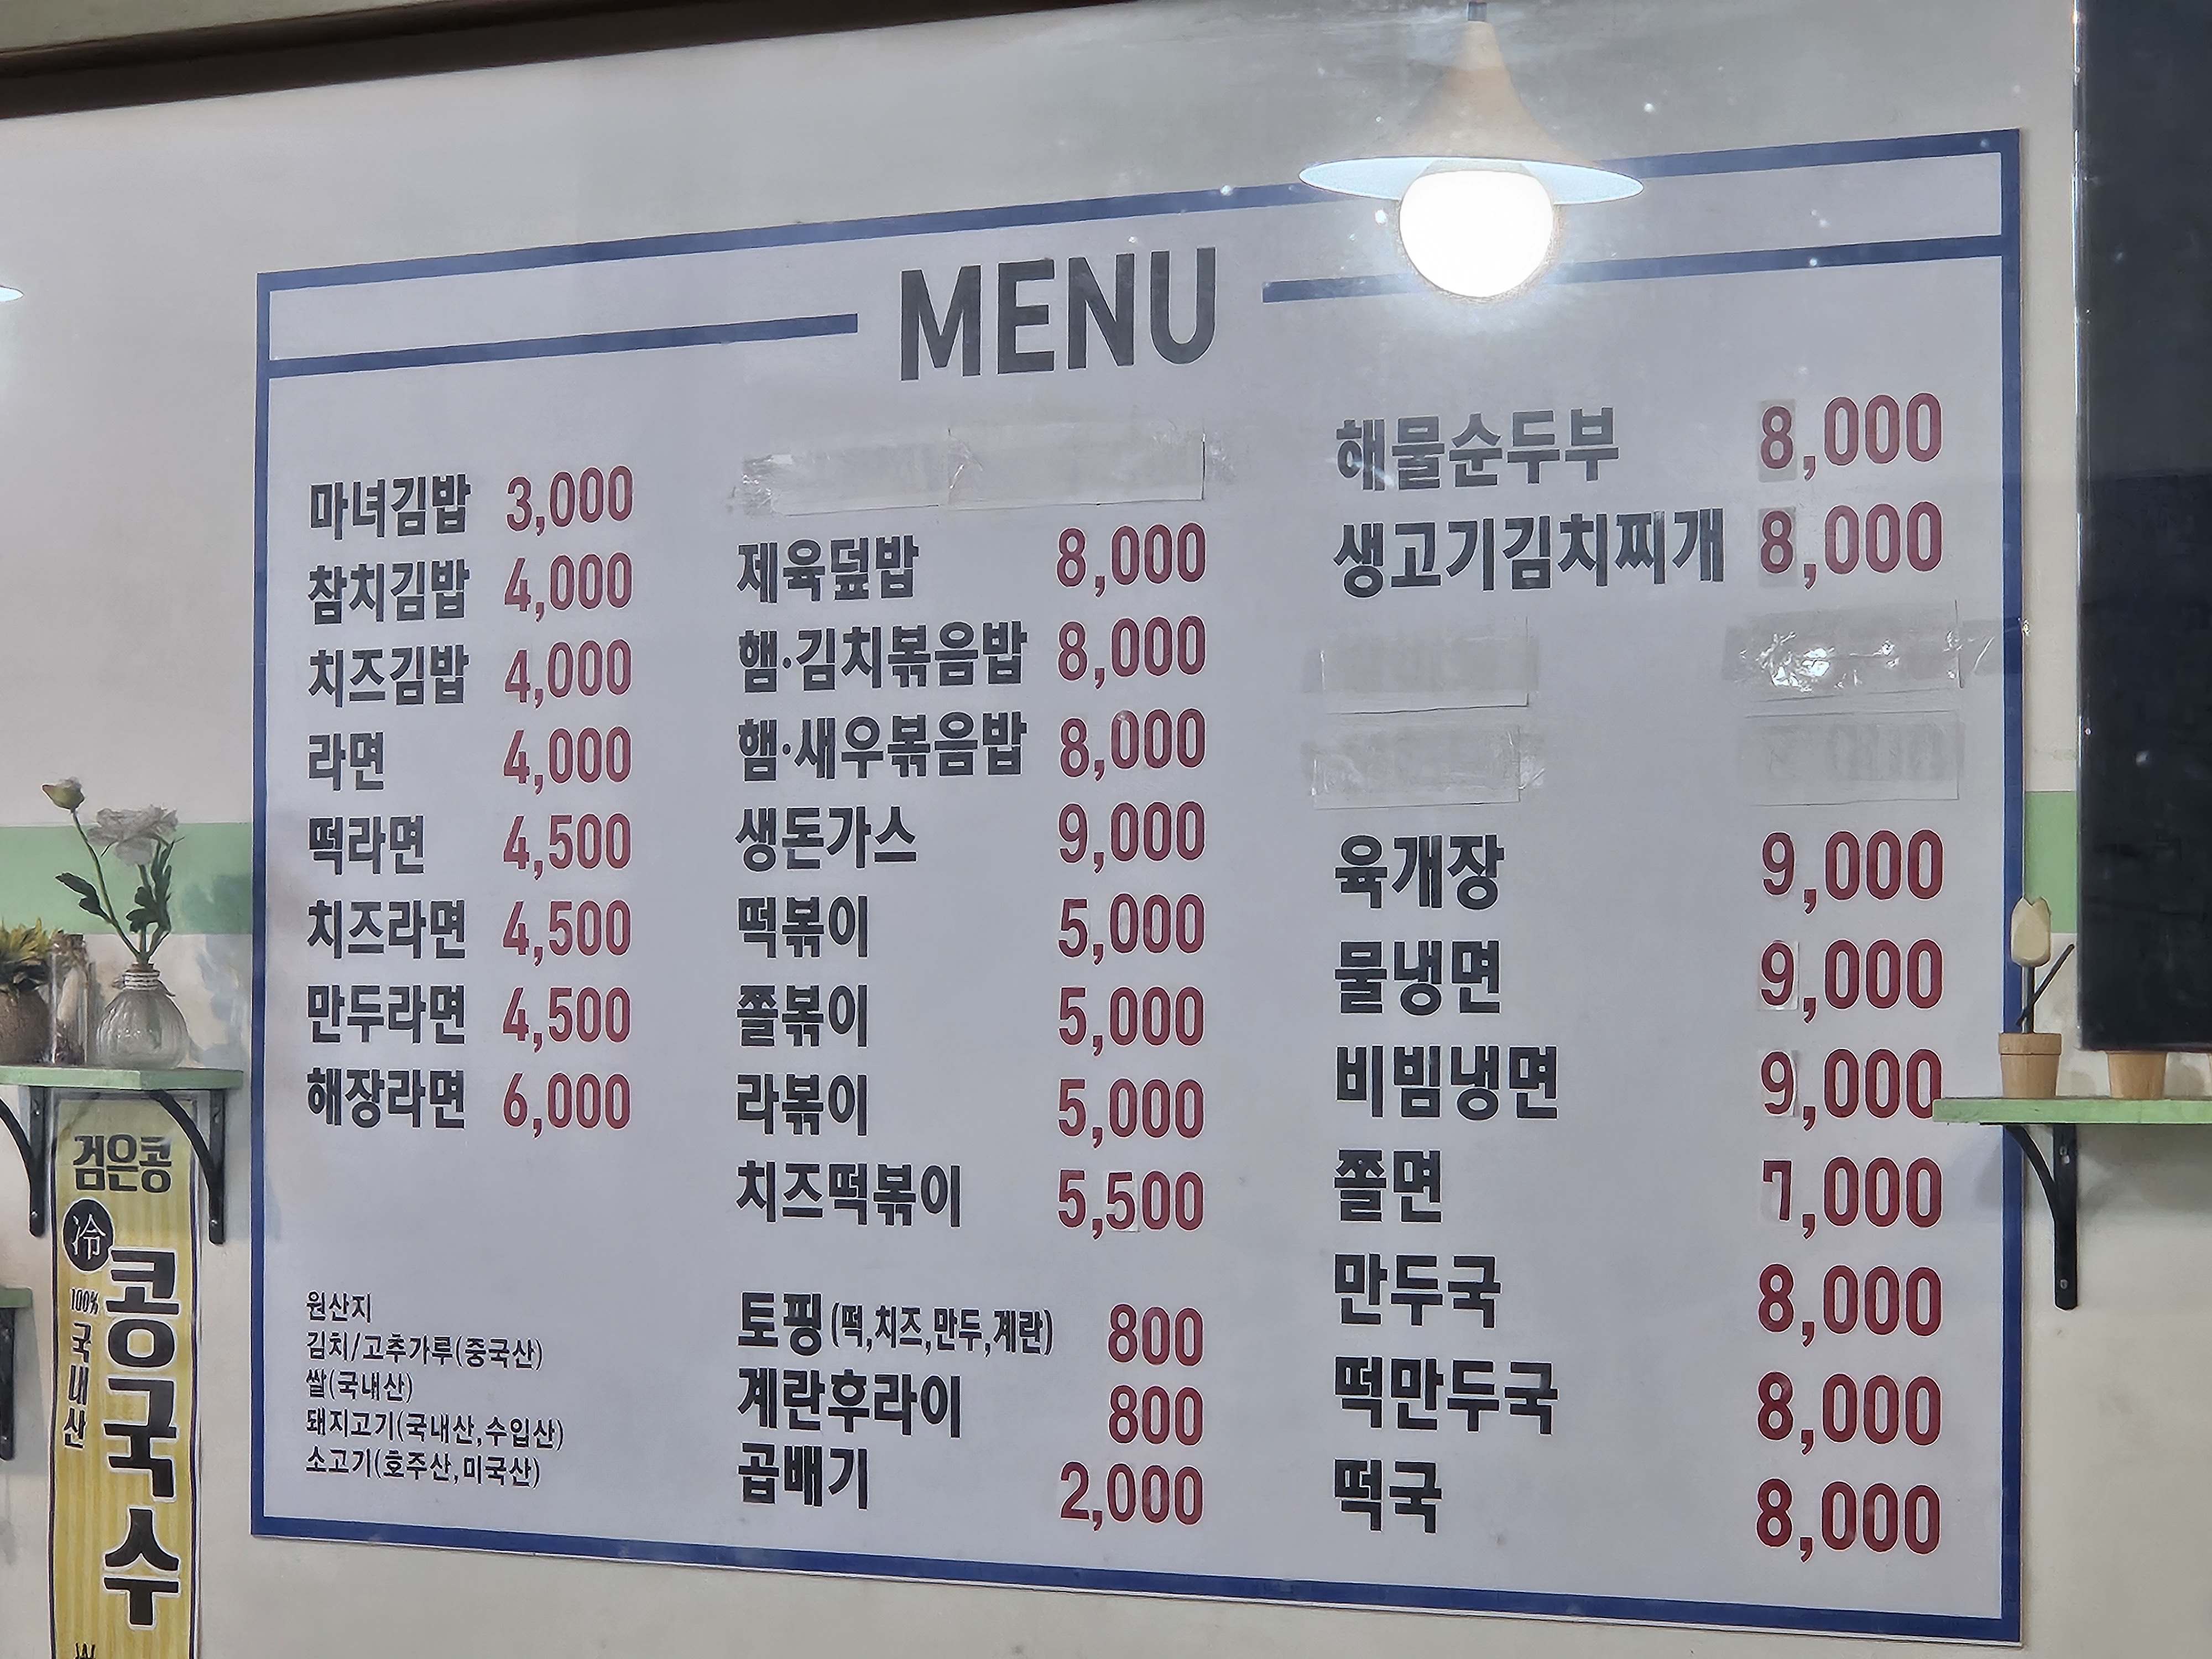 MENU
마녀김밥 3,000
참치김밥 4,000
치즈김밥 4,000
라면 4,000
떡라면 4,500
치즈라면 4,500
만두라면 4,500
해장라면 6,000
원산지
김치/고추가루(중국산)
쌀(국내산)
돼지고기(국내산,수입산)
소고기(호주산,미국산)
제육덮밥 8,000
햄·김치볶음밥 8,000
햄·새우볶음밥 8,000
생돈가스 9,000
떡볶이 5,000
쫄볶이 5,000
라볶이 5,000
치즈떡볶이 5,500
토핑(떡,치즈,만두,계란) 800
계란후라이 800
곱배기 2,000
해물순두부 8,000
생고기김치찌개 8,000
육개장 9,000
물냉면 9,000
비빔냉면 9,000
쫄면 7,000
만두국 8,000
떡만두국 8,000
떡국 8,000
검은콩
冷
콩국수
100% 국내산